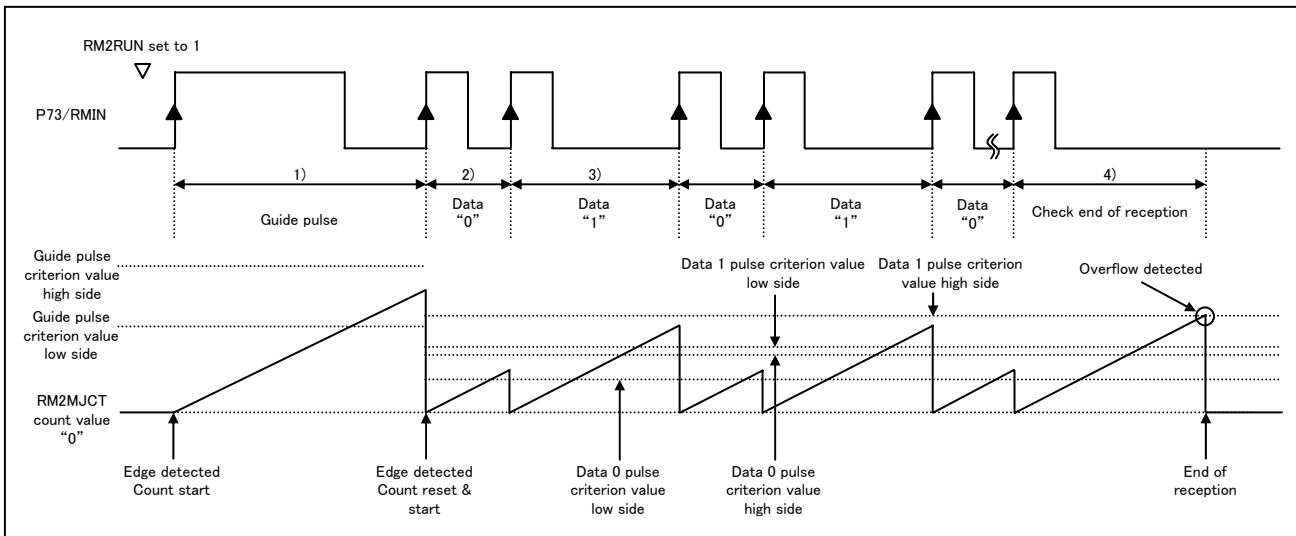 RM2RUN set to 1
P73/RMIN
1)
2)
3)
4)
Guide pulse
Data
“0”
Data
“1”
Data
“0”
Data
“1”
Data
“0”
Check end of reception
Guide pulse
criterion value
high side
Guide pulse
criterion value
low side
RM2MJCT
count value
“0”
Data 1 pulse criterion value
low side
Data 1 pulse criterion
value high side
Overflow detected
Edge detected
Count start
Edge detected
Count reset &
start
Data 0 pulse
criterion value
low side
Data 0 pulse
criterion value
high side
End of
reception